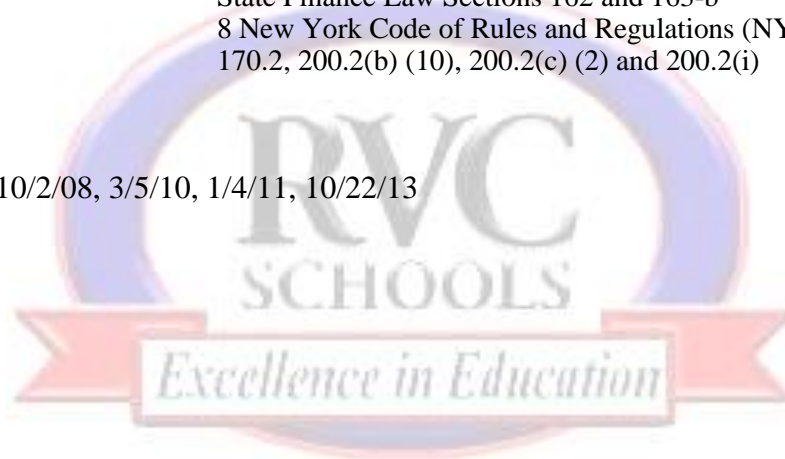 State Finance Law Sections 162 and 163-b
8 New York Code of Rules and Regulations (NY
170.2, 200.2(b) (10), 200.2(c) (2) and 200.2(i)
10/2/08, 3/5/10, 1/4/11, 10/22/13
RVC
SCHOOLS
Excellence in Education